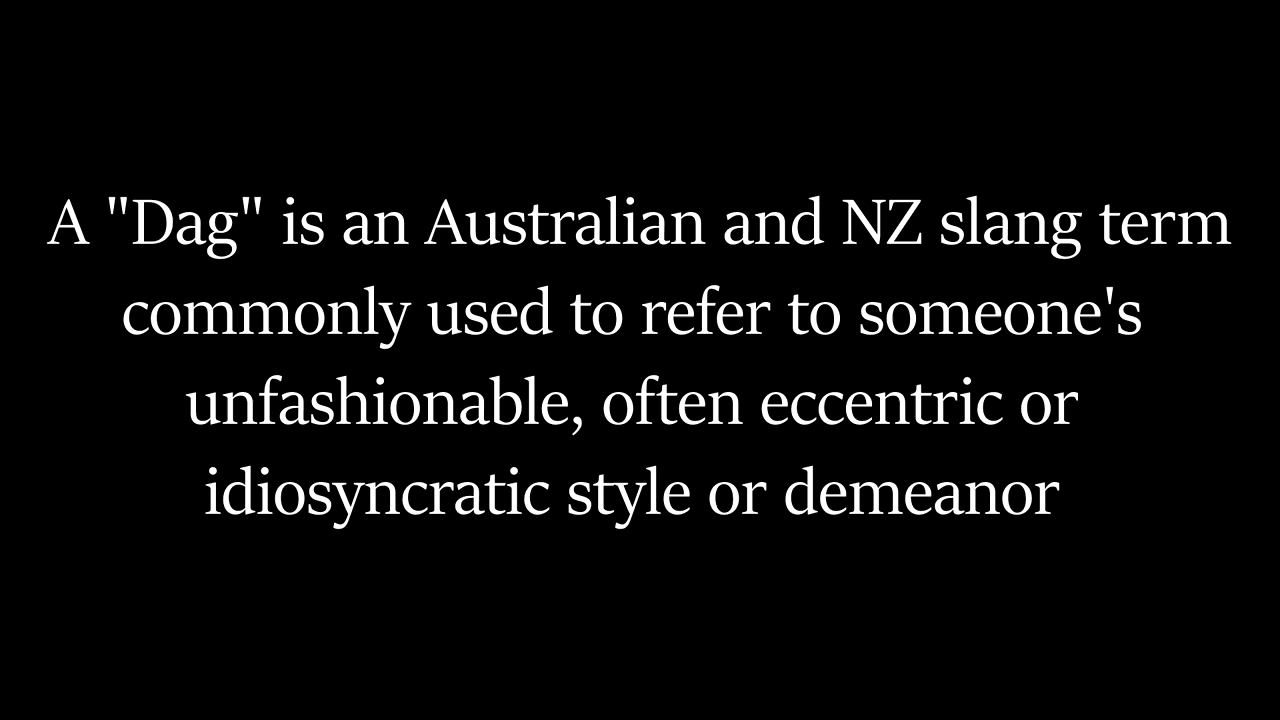 A "Dag" is an Australian and NZ slang term
commonly used to refer to someone's
unfashionable, often eccentric or
idiosyncratic style or demeanor